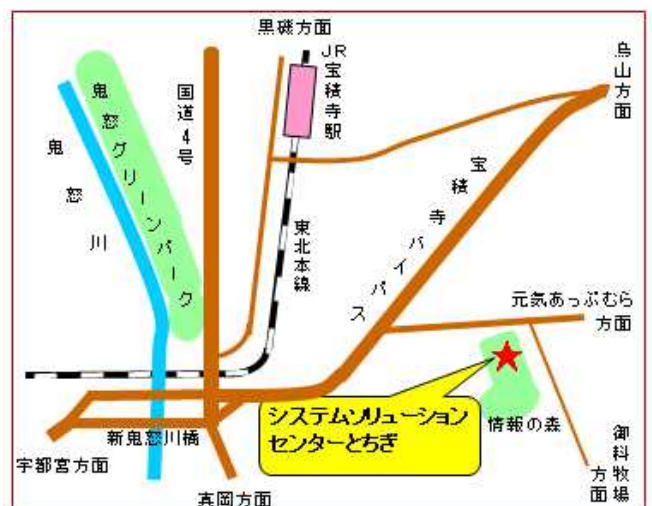 黒磯方面
JR宝積寺駅
烏山方面
国道4号
鬼怒グリーンパーク
鬼怒川
宝積寺バイパス
東北本線
元気あっぷむら
方面
システムソリューション
センターとちぎ
情報の森
御料牧場
方面
新鬼怒川橋
宇都宮方面
真岡方面